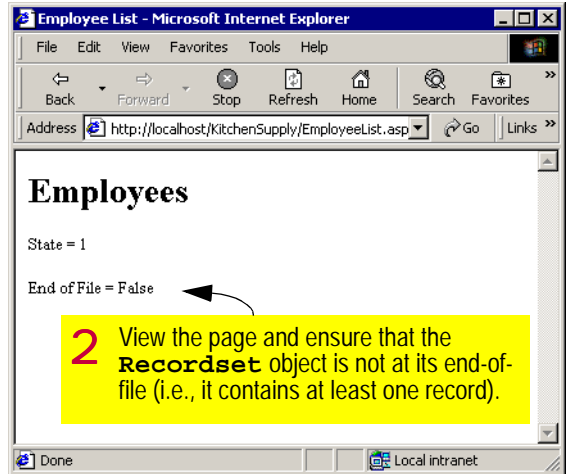 Employee List - Microsoft Internet Explorer
File Edit View Favorites Tools Help
Back Forward Stop Refresh Home Search Favorites »
Address http://localhost/KitchenSupply/EmployeeList.asp Go Links »
Employees
State = 1
End of File = False
2 View the page and ensure that the
Recordset object is not at its end-of-
file (i.e., it contains at least one record).
Done Local intranet